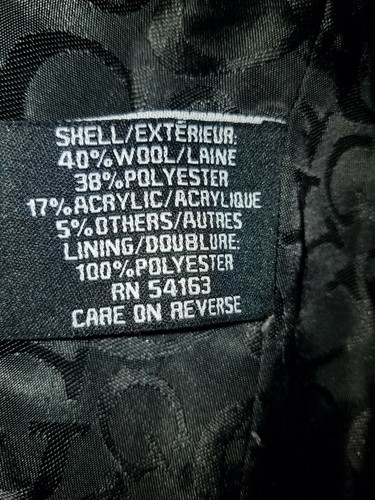 SHELL/EXTÉRIEUR:
40%WOOL/LAINE
38%POLYESTER
17%ACRYLIC/ACRYLIQUE
5%OTHERS/AUTRES
LINING/DOUBLURE:
100%POLYESTER
RN 54163
CARE ON REVERSE